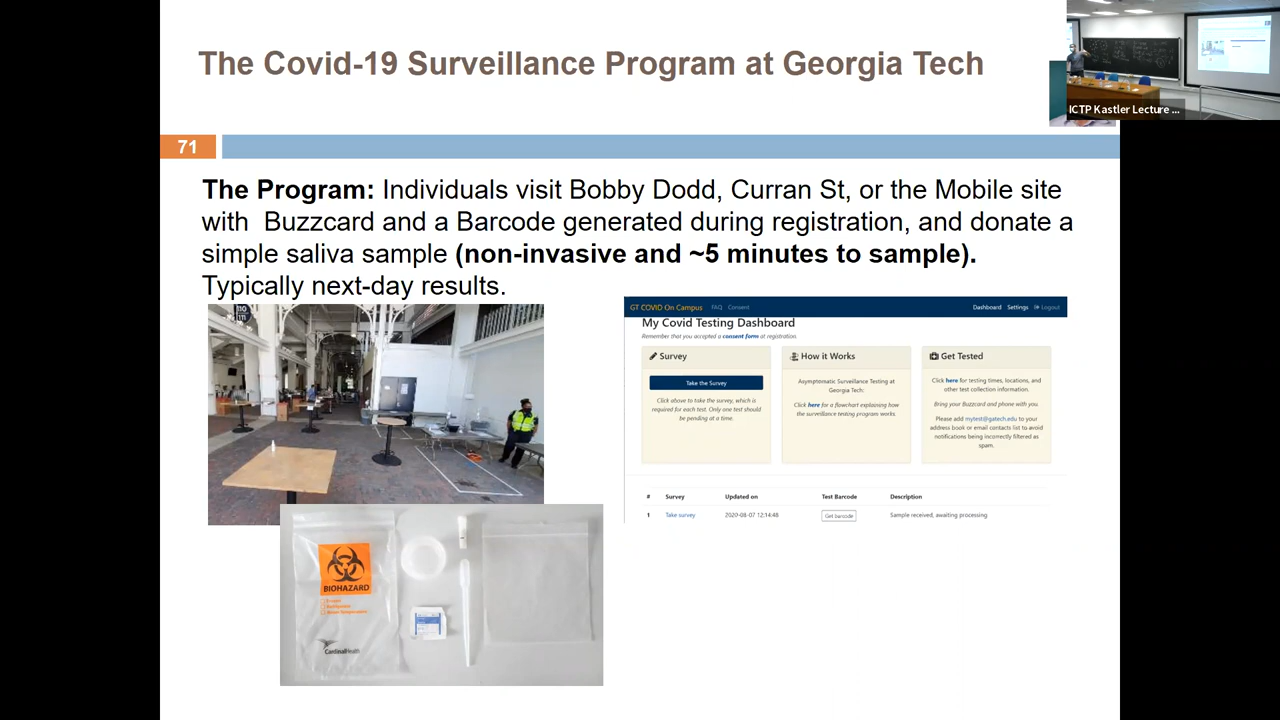 The Covid-19 Surveillance Program at Georgia Tech
ICTP Kastler Lecture ...
71
The Program: Individuals visit Bobby Dodd, Curran St, or the Mobile site
with Buzzcard and a Barcode generated during registration, and donate a
simple saliva sample (non-invasive and ~5 minutes to sample).
Typically next-day results.
110
111
GT COVID On Campus FAQ Consent Dashboard Settings Logout
My Covid Testing Dashboard
Remember that you accepted a consent form at registration.
Survey
Take the Survey
Click above to take the survey, which is
required for each test. Only one test should
be pending at a time.
How it Works
Asymptomatic Surveillance Testing at
Georgia Tech:
Click here for a flowchart explaining how
the surveillance testing program works.
Get Tested
Click here for testing times, locations, and
other test collection information.
Bring your Buzzcard and phone with you.
Please add mytest@gatech.edu to your
address book or email contacts list to avoid
notifications being incorrectly filtered as
spam.
# Survey Updated on Test Barcode Description
1 Take survey 2020-08-07 12:14:48 Get barcode Sample received, awaiting processing
BIOHAZARD
CardinalHealth